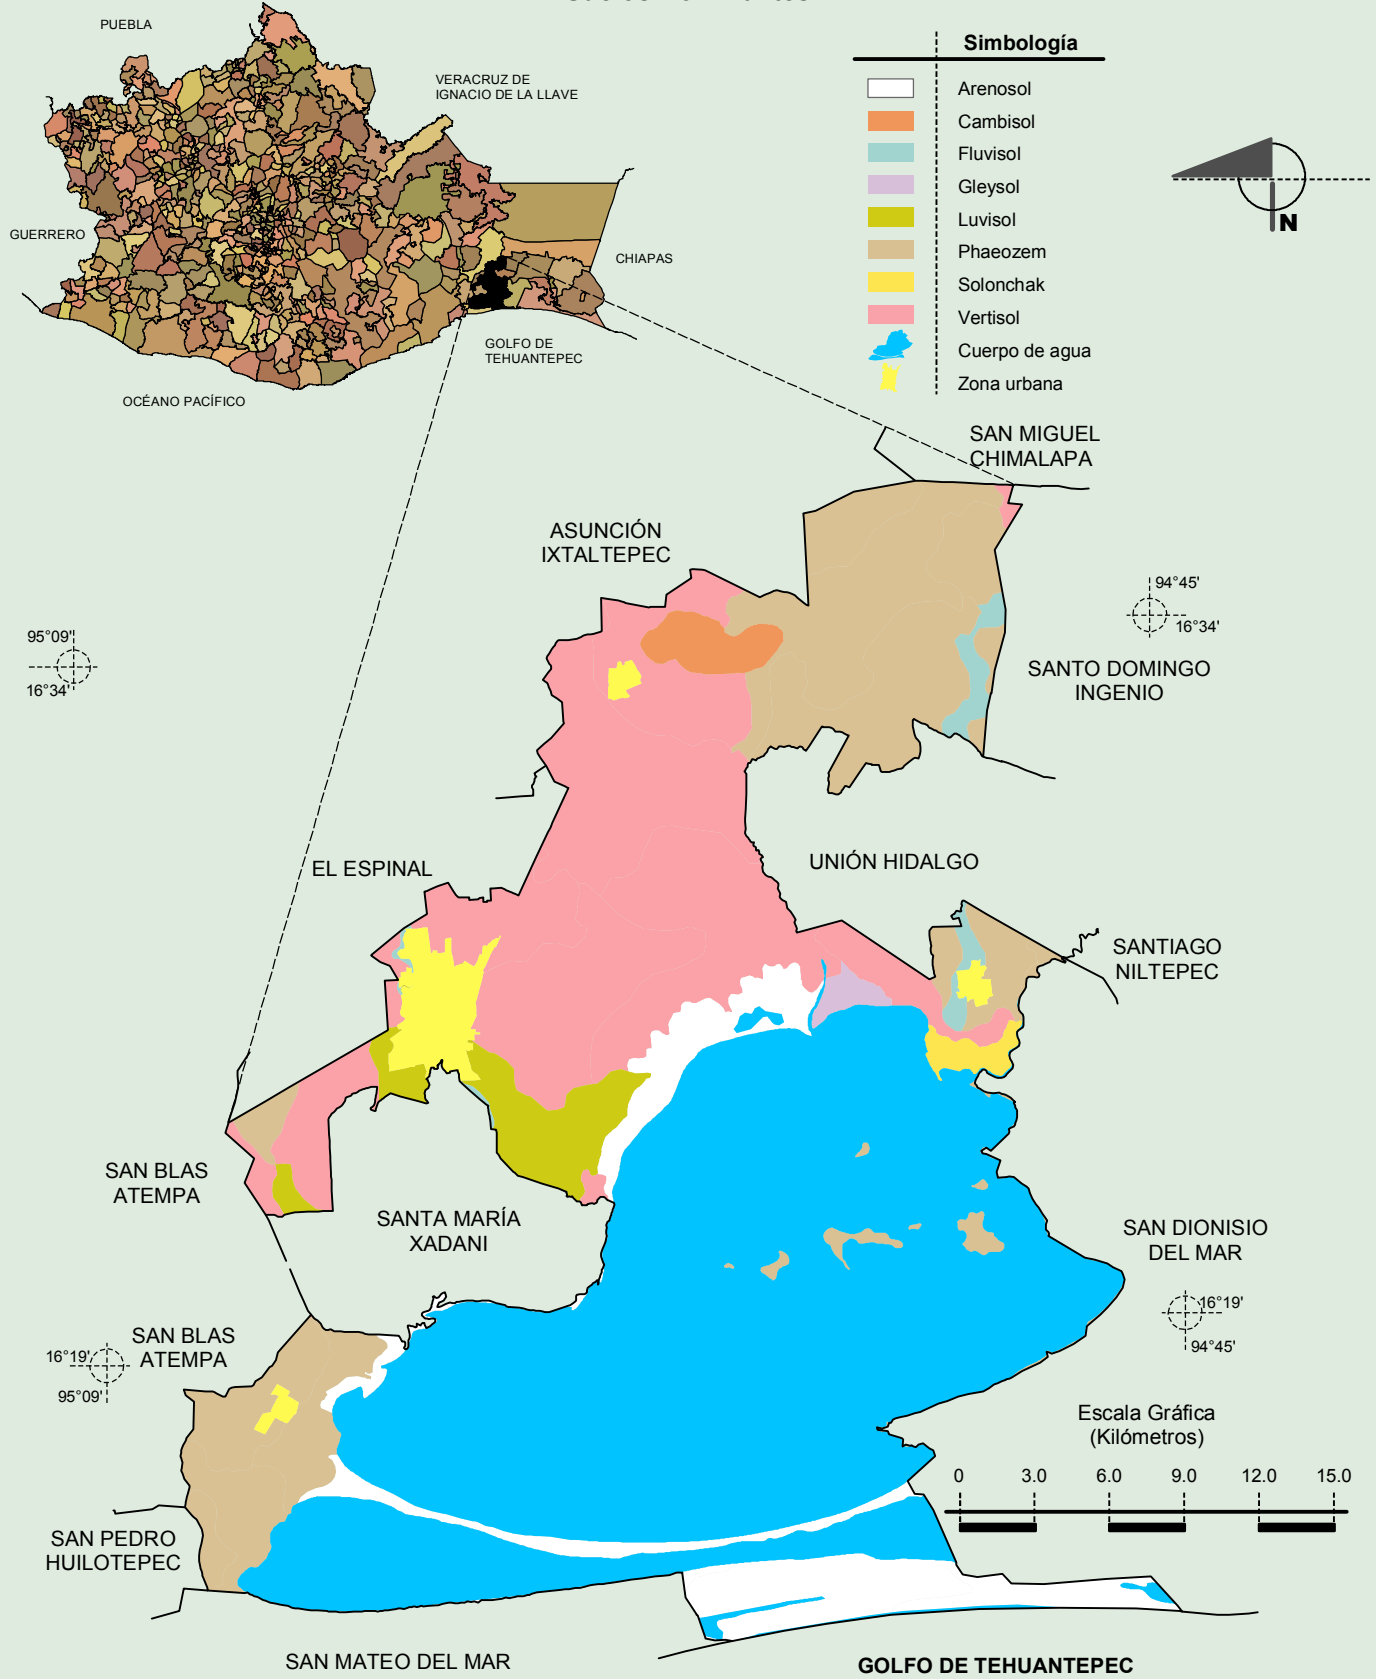 PUEBLA
VERACRUZ DE
IGNACIO DE LA LLAVE
GUERRERO
CHIAPAS
GOLFO DE
TEHUANTEPEC
OCÉANO PACÍFICO
Simbología
Arenosol
Cambisol
Fluvisol
Gleysol
Luvisol
Phaeozem
Solonchak
Vertisol
Cuerpo de agua
Zona urbana
N
SAN MIGUEL
CHIMALAPA
ASUNCIÓN
IXTALTEPEC
94°45'
16°34'
95°09'
16°34'
SANTO DOMINGO
INGENIO
EL ESPINAL
UNIÓN HIDALGO
SANTIAGO
NILTEPEC
SAN BLAS
ATEMPA
SANTA MARÍA
XADANI
SAN DIONISIO
DEL MAR
16°19'
94°45'
SAN BLAS
ATEMPA
16°19'
95°09'
Escala Gráfica
(Kilómetros)
0 3.0 6.0 9.0 12.0 15.0
SAN PEDRO
HUILOTEPEC
SAN MATEO DEL MAR
GOLFO DE TEHUANTEPEC